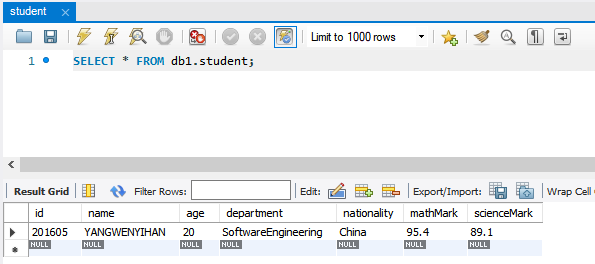 student
Limit to 1000 rows
1 SELECT * FROM db1.student;
Result Grid Filter Rows: Edit: Export/Import: Wrap Cell
id name age department nationality mathMark scienceMark
201605 YANGWENYIHAN 20 SoftwareEngineering China 95.4 89.1
NULL NULL NULL NULL NULL NULL NULL